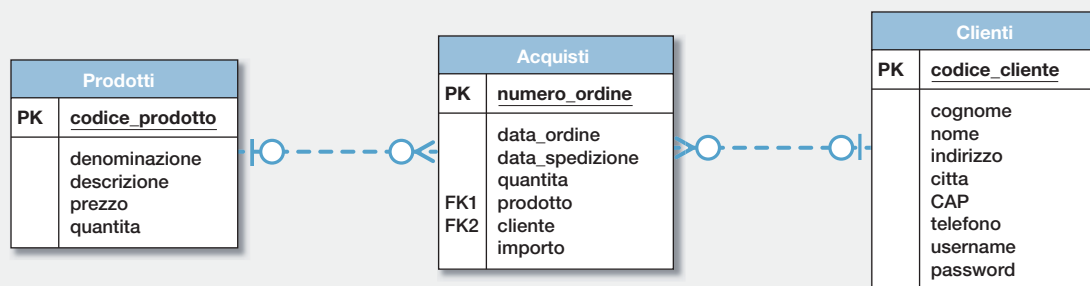 Prodotti
PK codice_prodotto
denominazione
descrizione
prezzo
quantita
Acquisti
PK numero_ordine
data_ordine
data_spedizione
quantita
FK1 prodotto
FK2 cliente
importo
Clienti
PK codice_cliente
cognome
nome
indirizzo
citta
CAP
telefono
username
password